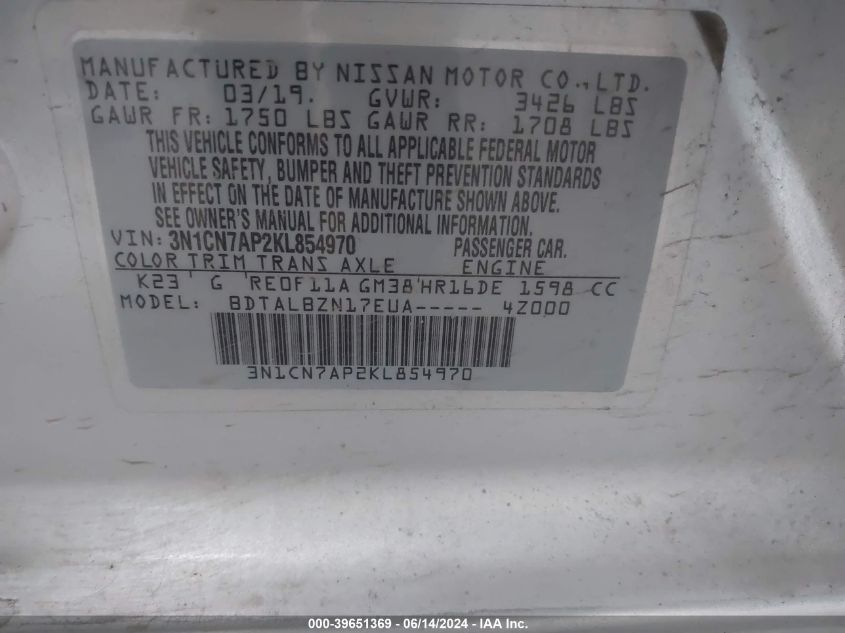 MANUFACTURED BY NISSAN MOTOR CO.,LTD.
DATE: 03/19. GVWR: 3426 LBS
GAWR FR: 1750 LBS GAWR RR: 1708 LBS
THIS VEHICLE CONFORMS TO ALL APPLICABLE FEDERAL MOTOR
VEHICLE SAFETY, BUMPER AND THEFT PREVENTION STANDARDS
IN EFFECT ON THE DATE OF MANUFACTURE SHOWN ABOVE.
SEE OWNER'S MANUAL FOR ADDITIONAL INFORMATION.
VIN: 3N1CN7AP2KL854970 PASSENGER CAR.
COLOR TRIM TRANS AXLE ENGINE
K23 G RE0F11A GM38 HR16DE 1598 CC
MODEL: BDTALBZN17EUA----- 4Z000
3N1CN7AP2KL854970
000-39651369 - 06/14/2024 - IAA Inc.